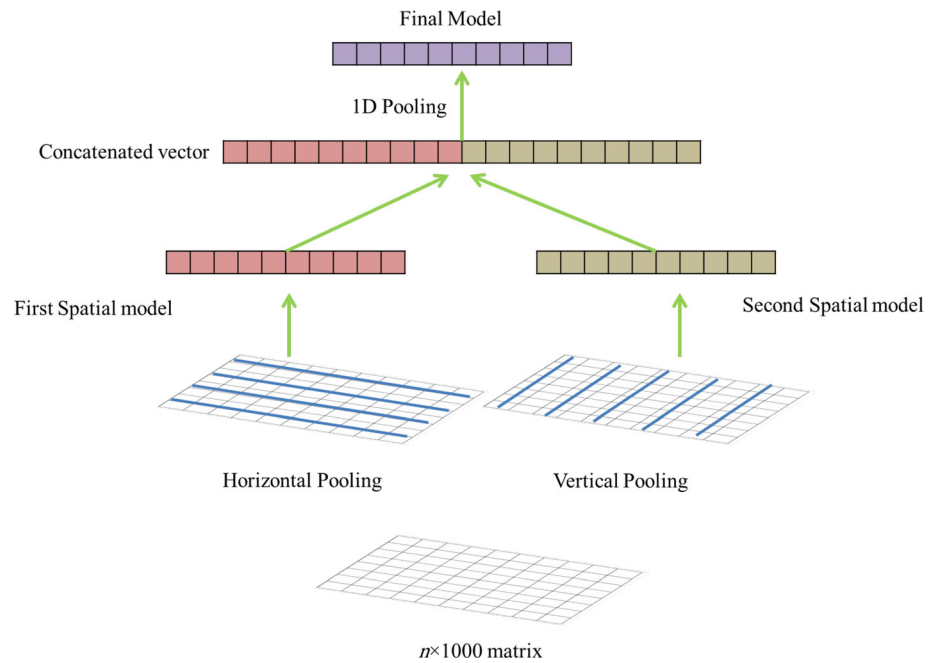 Final Model
1D Pooling
Concatenated vector
First Spatial model
Second Spatial model
Horizontal Pooling
Vertical Pooling
n×1000 matrix